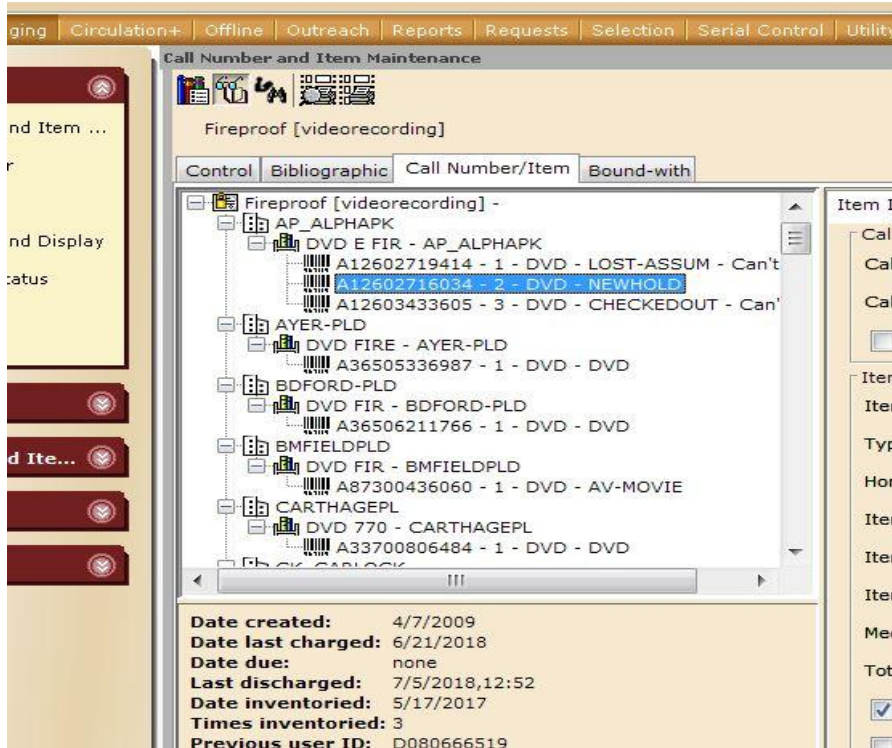 ging Circulation+ Offline Outreach Reports Requests Selection Serial Control Utility
Call Number and Item Maintenance
nd Item ...
r
nd Display
tatus
d Ite...
Fireproof [videorecording]
Control Bibliographic Call Number/Item Bound-with
Fireproof [videorecording] -
AP_ALPHAPK
DVD E FIR - AP_ALPHAPK
A12602719414 - 1 - DVD - LOST-ASSUM - Can't
A12602716034 - 2 - DVD - NEWHOLD
A12603433605 - 3 - DVD - CHECKEDOUT - Can'
AYER-PLD
DVD FIRE - AYER-PLD
A36505336987 - 1 - DVD - DVD
BDFORD-PLD
DVD FIR - BDFORD-PLD
A36506211766 - 1 - DVD - DVD
BMFIELDPLD
DVD FIR - BMFIELDPLD
A87300436060 - 1 - DVD - AV-MOVIE
CARTHAGEPL
DVD 770 - CARTHAGEPL
A33700806484 - 1 - DVD - DVD
Date created: 4/7/2009
Date last charged: 6/21/2018
Date due: none
Last discharged: 7/5/2018,12:52
Date inventoried: 5/17/2017
Times inventoried: 3
Previous user ID: D080666519
Item I
Cal
Cal
Cal
Iter
Iter
Typ
Hor
Iter
Iter
Iter
Med
Tot